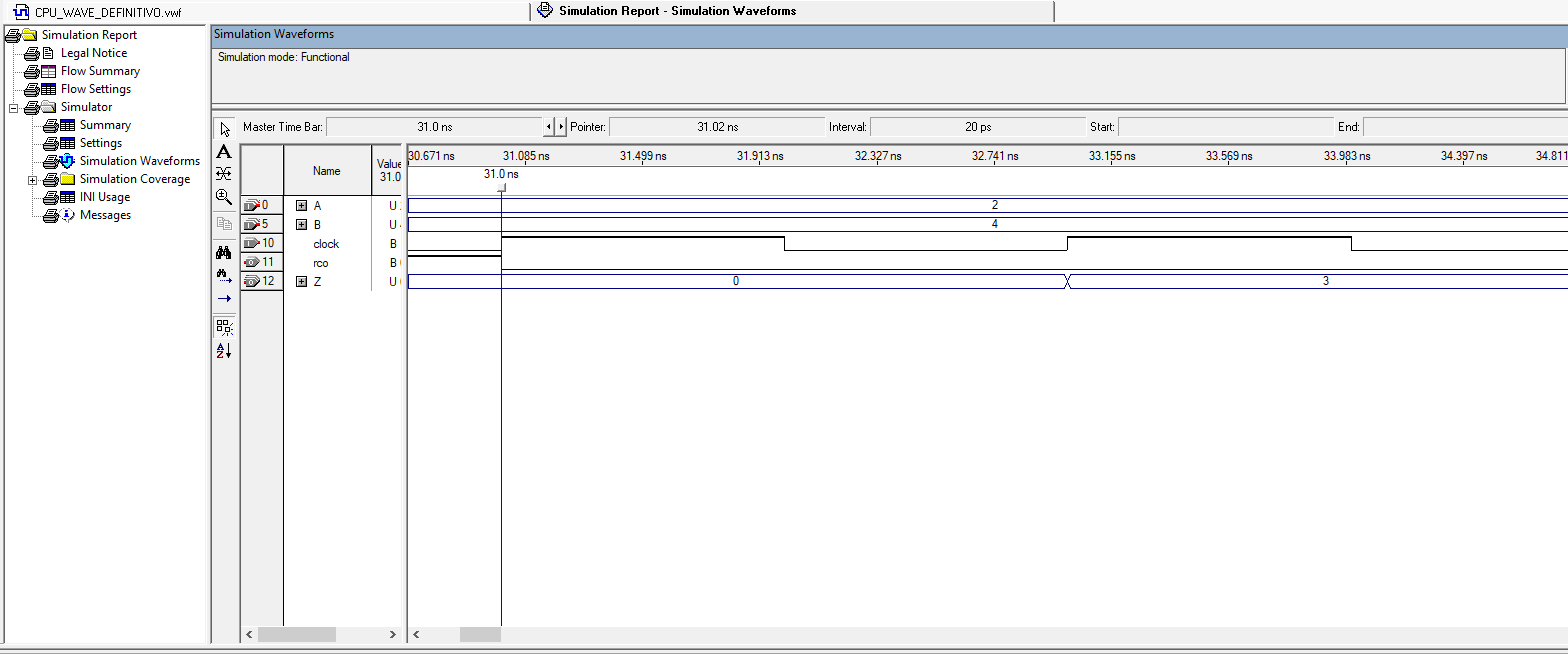 CPU_WAVE_DEFINITIVO.vwf
Simulation Report - Simulation Waveforms
Simulation Report
Legal Notice
Flow Summary
Flow Settings
Simulator
Summary
Settings
Simulation Waveforms
Simulation Coverage
INI Usage
Messages
Simulation Waveforms
Simulation mode: Functional
Master Time Bar: 31.0 ns Pointer: 31.02 ns Interval: 20 ps Start: End:
Name
Value
31.0
30.671 ns 31.085 ns 31.499 ns 31.913 ns 32.327 ns 32.741 ns 33.155 ns 33.569 ns 33.983 ns 34.397 ns 34.811
31.0 ns
0 A U 2
5 B U 4
10 clock B
11 rco B
12 Z U 0 3